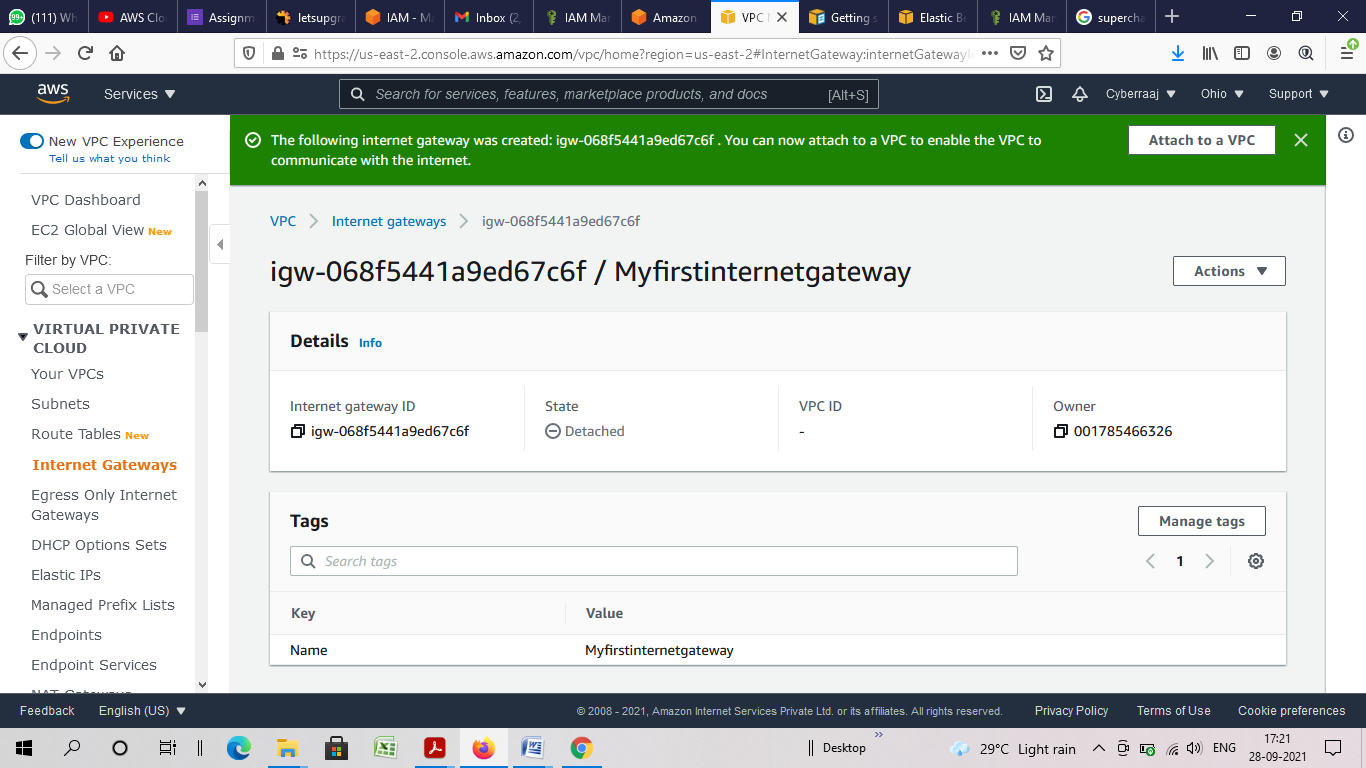 (111) Wh
AWS Clo
Assignm
letsupgra
IAM - Ma
Inbox (2,
IAM Mar
Amazon
VPC M
Getting s
Elastic Be
IAM Mar
supercha
https://us-east-2.console.aws.amazon.com/vpc/home?region=us-east-2#InternetGateway:internetGatewayI
aws
Services
Search for services, features, marketplace products, and docs
[Alt+S]
Cyberraaj
Ohio
Support
New VPC Experience
Tell us what you think
The following internet gateway was created: igw-068f5441a9ed67c6f . You can now attach to a VPC to enable the VPC to
communicate with the internet.
Attach to a VPC
VPC Dashboard
EC2 Global View New
Filter by VPC:
Select a VPC
VIRTUAL PRIVATE
CLOUD
Your VPCs
Subnets
Route Tables New
Internet Gateways
Egress Only Internet
Gateways
DHCP Options Sets
Elastic IPs
Managed Prefix Lists
Endpoints
Endpoint Services
NAT Gateways
VPC
Internet gateways
igw-068f5441a9ed67c6f
igw-068f5441a9ed67c6f / Myfirstinternetgateway
Actions
Details Info
Internet gateway ID
igw-068f5441a9ed67c6f
State
Detached
VPC ID
-
Owner
001785466326
Tags
Manage tags
Search tags
1
Key
Value
Name
Myfirstinternetgateway
Feedback
English (US)
© 2008 - 2021, Amazon Internet Services Private Ltd. or its affiliates. All rights reserved.
Privacy Policy
Terms of Use
Cookie preferences
Desktop
29°C Light rain
ENG
17:21
28-09-2021